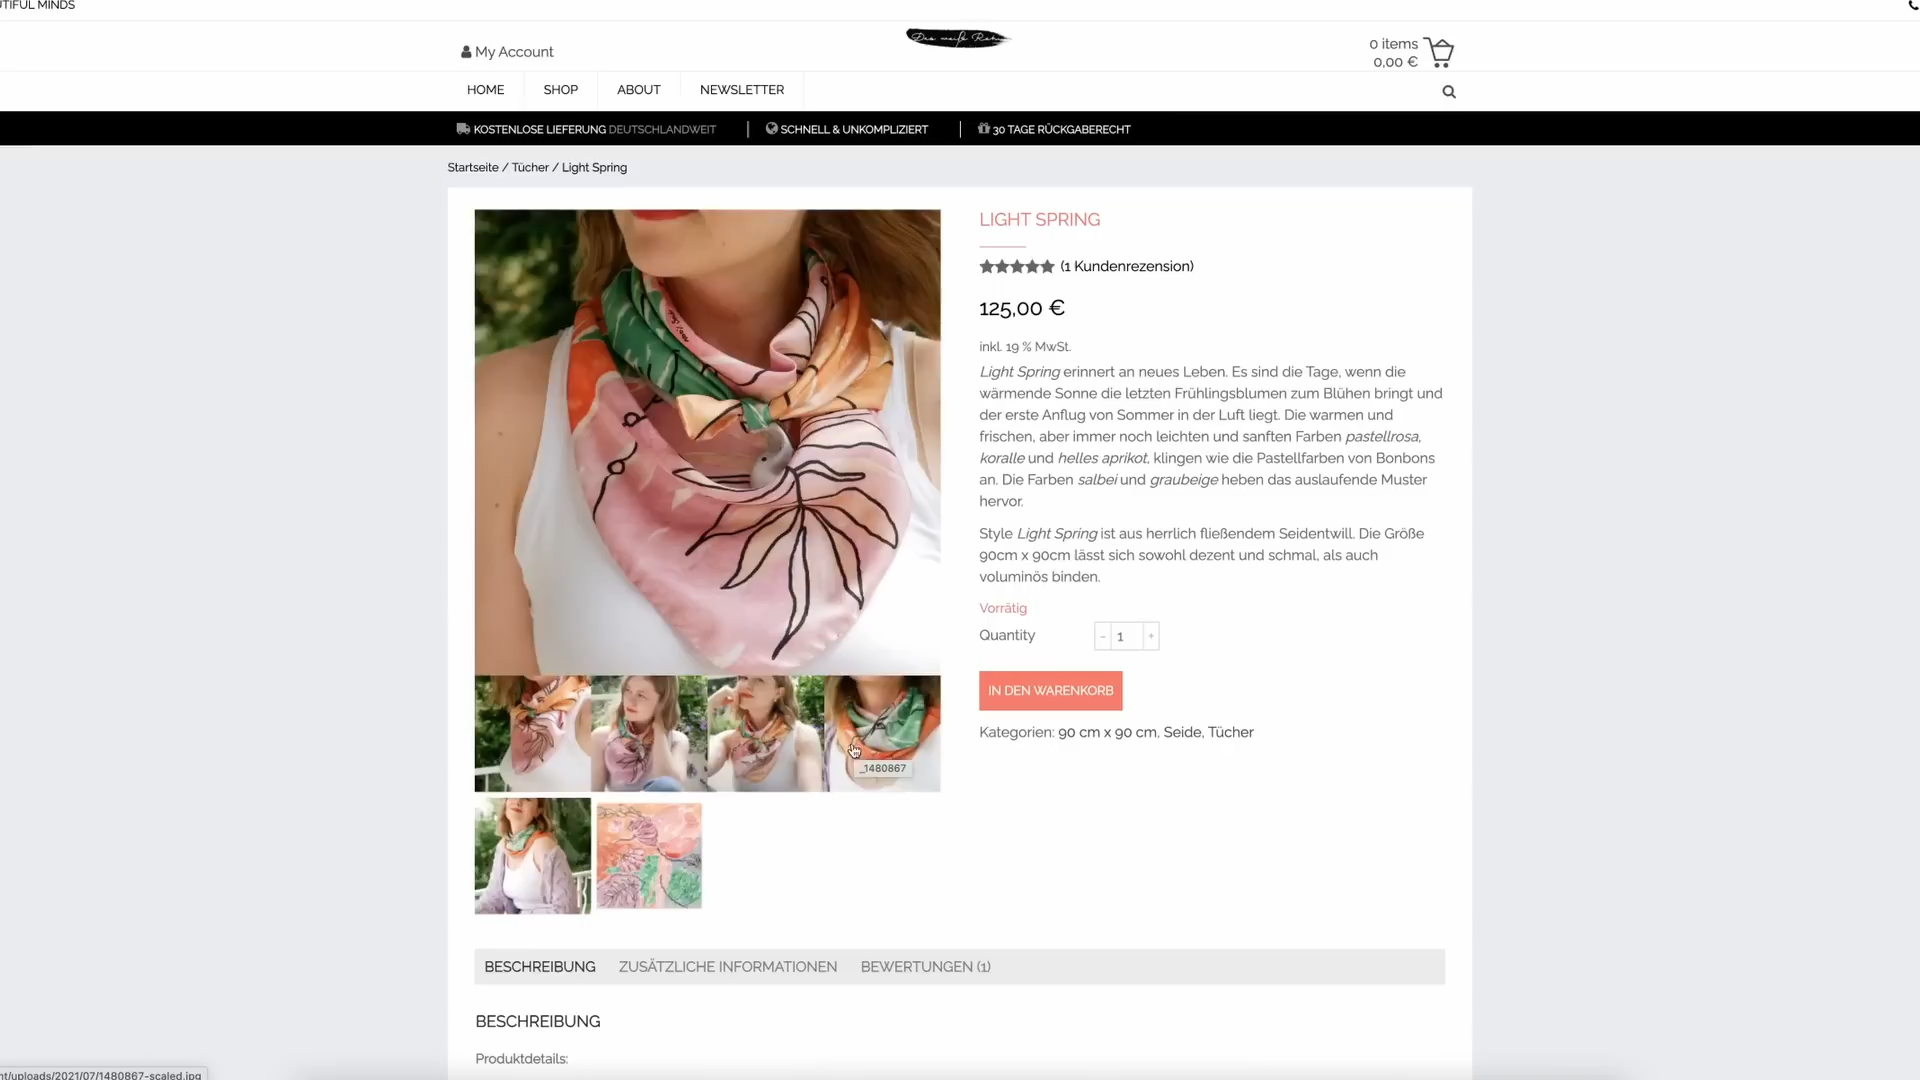 UTIFUL MINDS
My Account
Das weiße Reh
0 items
0,00 €
HOME
SHOP
ABOUT
NEWSLETTER
KOSTENLOSE LIEFERUNG DEUTSCHLANDWEIT
SCHNELL & UNKOMPLIZIERT
30 TAGE RÜCKGABERECHT
Startseite / Tücher / Light Spring
LIGHT SPRING
(1 Kundenrezension)
125,00 €
inkl. 19 % MwSt.
Light Spring erinnert an neues Leben. Es sind die Tage, wenn die
wärmende Sonne die letzten Frühlingsblumen zum Blühen bringt und
der erste Anflug von Sommer in der Luft liegt. Die warmen und
frischen, aber immer noch leichten und sanften Farben pastellrosa,
koralle und helles aprikot, klingen wie die Pastellfarben von Bonbons
an. Die Farben salbei und graubeige heben das auslaufende Muster
hervor.
Style Light Spring ist aus herrlich fließendem Seidentwill. Die Größe
90cm x 90cm lässt sich sowohl dezent und schmal, als auch
voluminös binden.
Vorrätig
Quantity
- 1 +
IN DEN WARENKORB
Kategorien: 90 cm x 90 cm, Seide, Tücher
_1480867
BESCHREIBUNG
ZUSÄTZLICHE INFORMATIONEN
BEWERTUNGEN (1)
BESCHREIBUNG
Produktdetails:
nt/uploads/2021/07/1480867-scaled.jpg